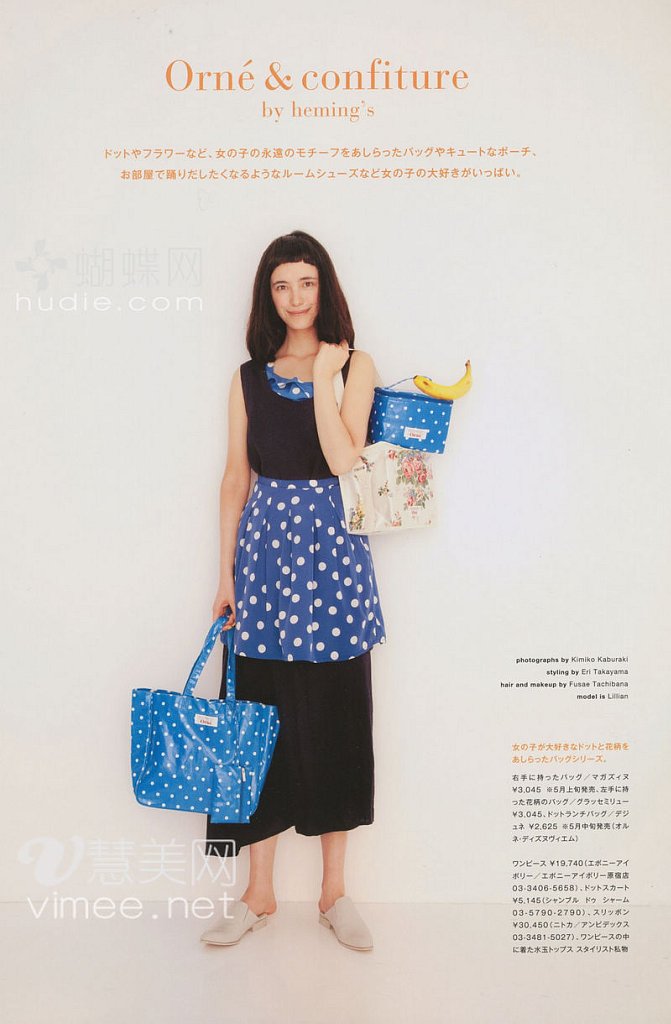 Orné & confiture
by heming's
ドットやフラワーなど、女の子の永遠のモチーフをあしらったバッグやキュートなポーチ、
お部屋で踊りだしたくなるようなルームシューズなど女の子の大好きがいっぱい。
蝴蝶网
hudie.com
Orné
photographs by Kimiko Kaburaki
styling by Eri Takayama
hair and makeup by Fusae Tachibana
model is Lillian
Orné
女の子が大好きなドットと花柄を
あしらったバッグシリーズ。
右手に持ったバッグ／マガズィヌ
¥3,045 ※5月上旬発売、左手に持
った花柄のバッグ／グラッセミリュー
¥3,045、ドットランチバッグ／デジ
ュネ ¥2,625 ※5月中旬発売（オル
ネ・ディズヌヴィエム）
ワンピース ¥19,740（エボニーアイ
ボリー／エボニーアイボリー原宿店
03-3406-5658）、ドットスカート
¥5,145（シャンブル ドゥ シャーム
03-5790-2790）、スリッポン
¥30,450（ニトカ／アンビデックス
03-3481-5027）、ワンピースの中
に着た水玉トップス スタイリスト私物
v慧美网
vimee.net